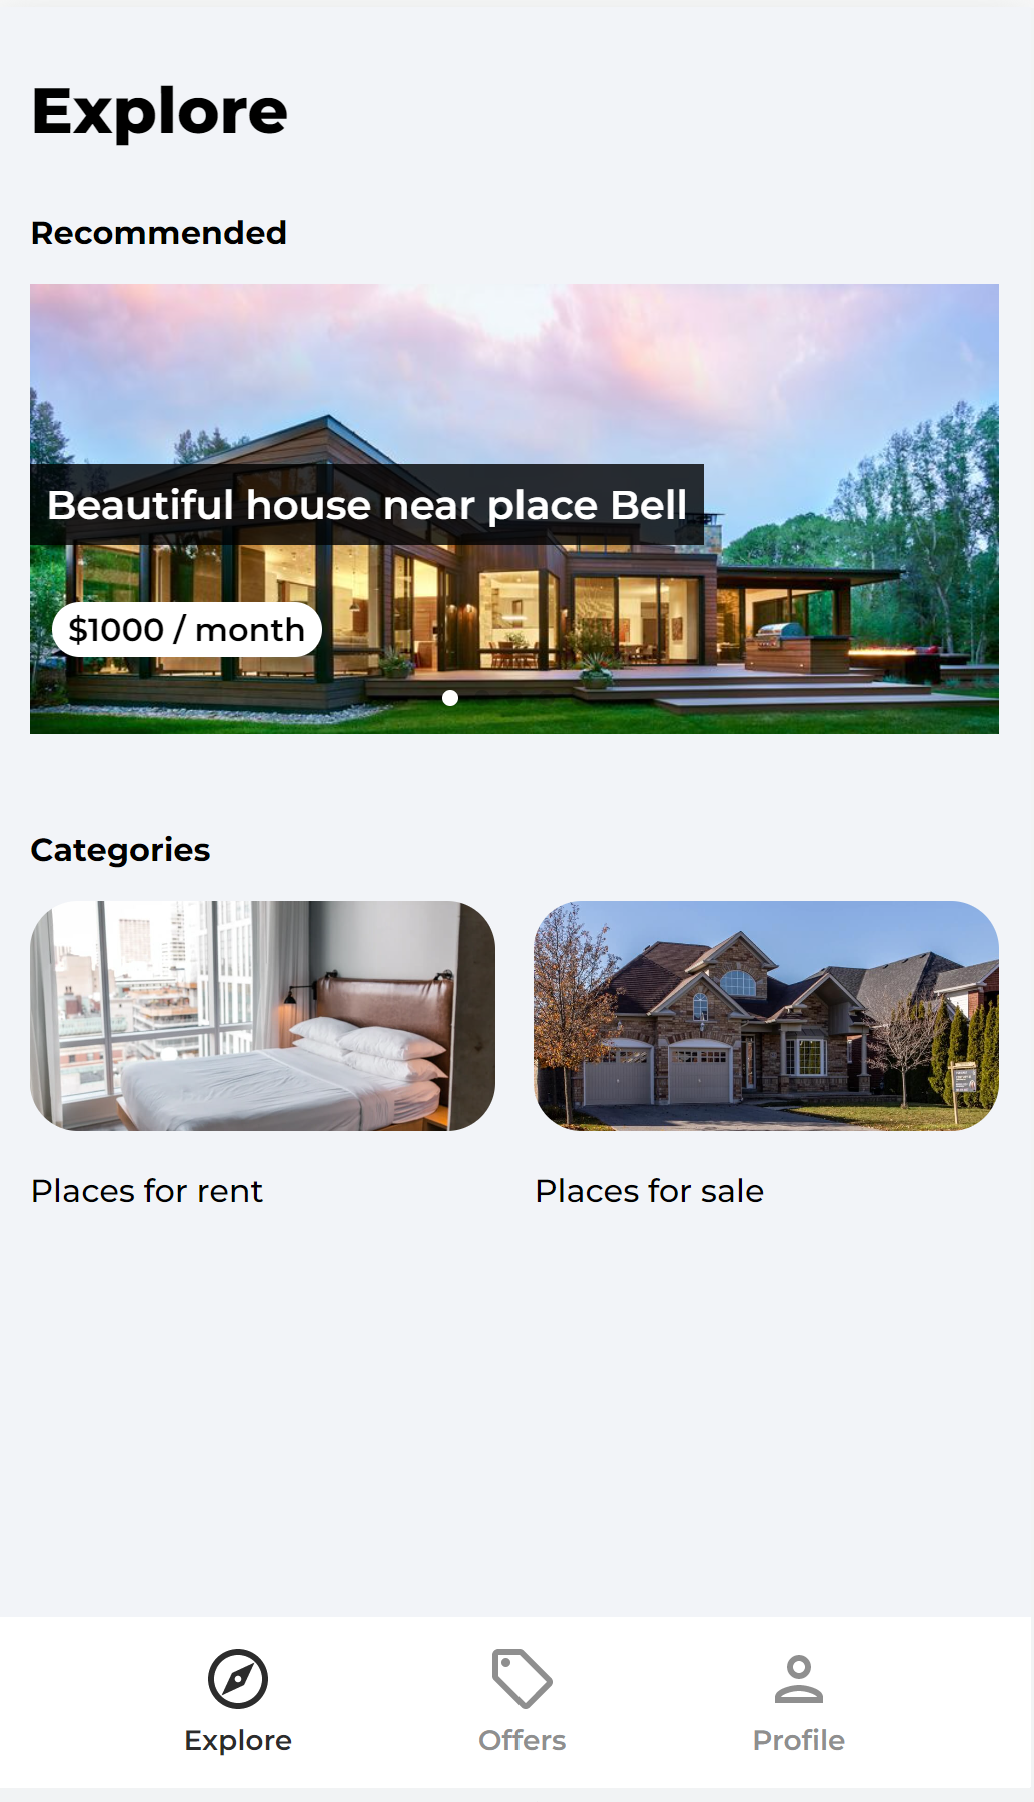 Explore
Recommended
Beautiful house near place Bell
$1000 / month
Categories
Places for rent
Places for sale
Explore
Offers
Profile